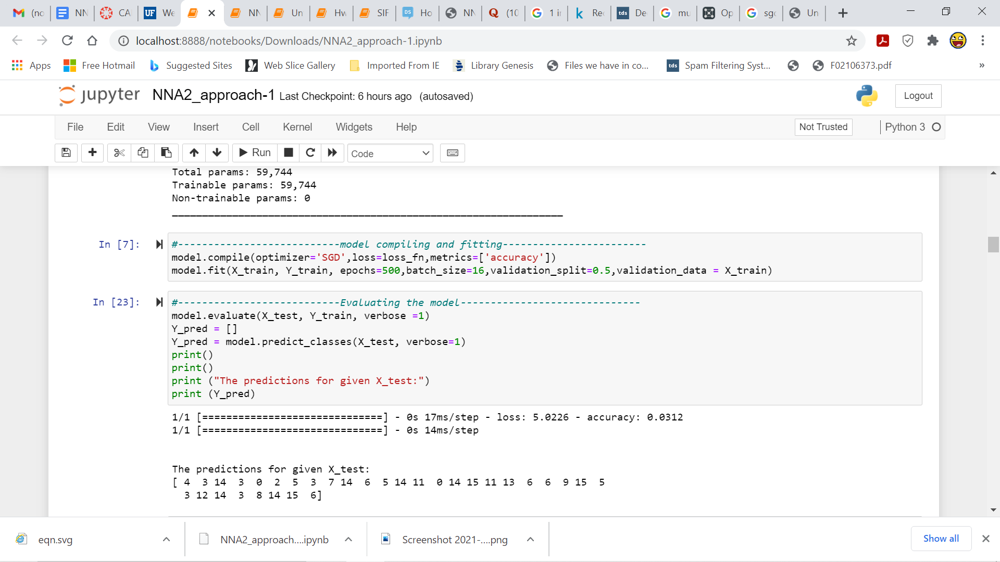 (no
NN
CA
UF We
NN
Un
Hw
SIF
DS Ho
NN
(10
1 i
k Re
tds De
mu
Op
sgc
Un
localhost:8888/notebooks/Downloads/NNA2_approach-1.ipynb
Apps Free Hotmail Suggested Sites Web Slice Gallery Imported From IE Library Genesis Files we have in co... tds Spam Filtering Syst... F02106373.pdf »
jupyter NNA2_approach-1 Last Checkpoint: 6 hours ago (autosaved) Logout
File Edit View Insert Cell Kernel Widgets Help Not Trusted Python 3
Run Code
Total params: 59,744
Trainable params: 59,744
Non-trainable params: 0
_________________________________________________________________
In [7]: #---------------------------model compiling and fitting------------------------
model.compile(optimizer='SGD',loss=loss_fn,metrics=['accuracy'])
model.fit(X_train, Y_train, epochs=500,batch_size=16,validation_split=0.5,validation_data = X_train)
In [23]: #---------------------------Evaluating the model------------------------------
model.evaluate(X_test, Y_train, verbose =1)
Y_pred = []
Y_pred = model.predict_classes(X_test, verbose=1)
print()
print()
print ("The predictions for given X_test:")
print (Y_pred)
1/1 [==============================] - 0s 17ms/step - loss: 5.0226 - accuracy: 0.0312
1/1 [==============================] - 0s 14ms/step
The predictions for given X_test:
[ 4  3 14  3  0  2  5  3  7 14  6  5 14 11  0 14 15 11 13  6  6  9 15  5
  3 12 14  3  8 14 15  6]
eqn.svg NNA2_approach....ipynb Screenshot 2021-....png Show all